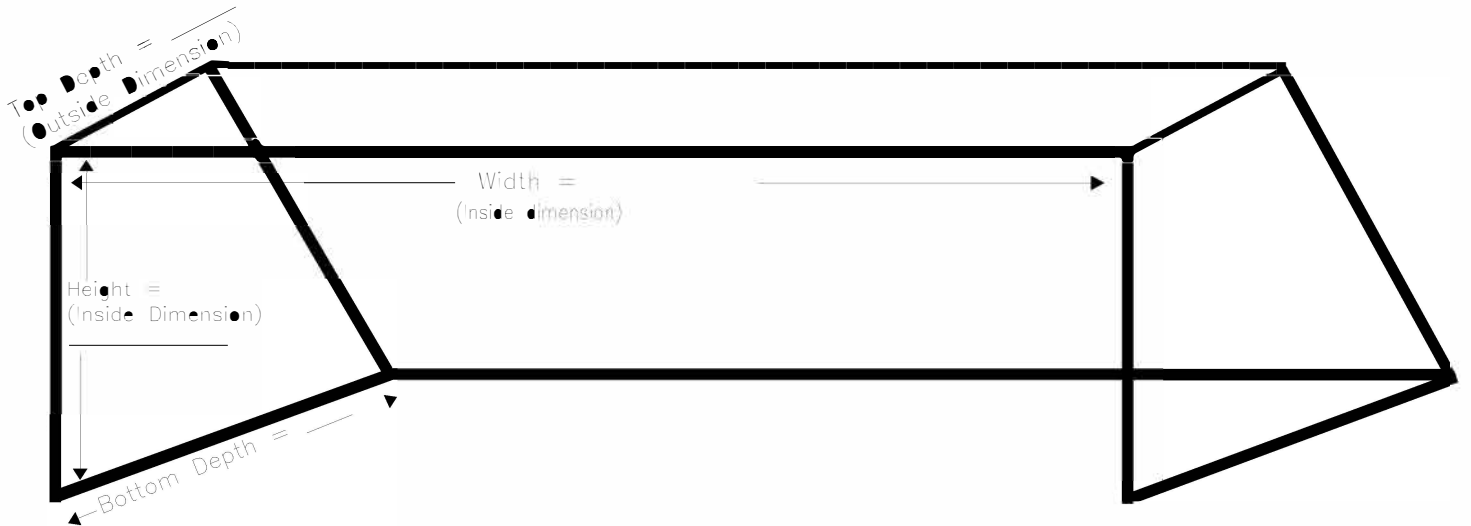 Top Depth =
(Outside Dimension)
Width =
(Inside dimension)
Height =
(Inside Dimension)
Bottom Depth =